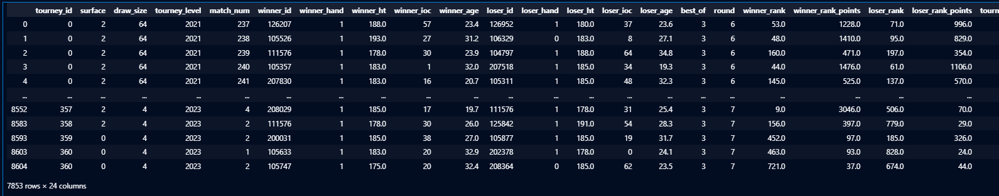 tourney_id surface draw_size tourney_level match_num winner_id winner_hand winner_ht winner_ioc winner_age loser_id loser_hand loser_ht loser_ioc loser_age best_of round winner_rank winner_rank_points loser_rank loser_rank_points tourn
0 0 2 64 2021 237 126207 1 188.0 57 23.4 126952 1 180.0 37 23.6 3 6 53.0 1228.0 71.0 996.0
1 0 2 64 2021 238 105526 1 193.0 27 31.2 106329 0 183.0 8 27.1 3 6 48.0 1410.0 95.0 829.0
2 0 2 64 2021 239 111576 1 178.0 30 23.9 104797 1 188.0 64 34.8 3 6 160.0 471.0 197.0 354.0
3 0 2 64 2021 240 105357 1 183.0 1 32.0 207518 1 185.0 34 19.3 3 6 44.0 1476.0 61.0 1106.0
4 0 2 64 2021 241 207830 1 183.0 16 20.7 105311 1 185.0 48 32.3 3 6 145.0 525.0 137.0 570.0
... ... ... ... ... ... ... ... ... ... ... ... ... ... ... ... ... ... ... ... ... ...
8552 357 2 4 2023 4 208029 1 185.0 17 19.7 111576 1 178.0 31 25.4 3 7 9.0 3046.0 506.0 70.0
8583 358 2 4 2023 2 111576 1 178.0 30 26.0 125842 1 191.0 54 28.3 3 7 156.0 397.0 779.0 29.0
8593 359 0 4 2023 2 200031 1 185.0 38 27.0 105877 1 185.0 19 31.7 3 7 452.0 97.0 185.0 326.0
8603 360 0 4 2023 1 105633 1 183.0 20 32.9 202378 1 178.0 0 24.1 3 7 463.0 93.0 828.0 24.0
8604 360 0 4 2023 2 105747 1 175.0 20 32.4 208364 0 185.0 62 23.5 3 7 721.0 37.0 674.0 44.0
7853 rows × 24 columns